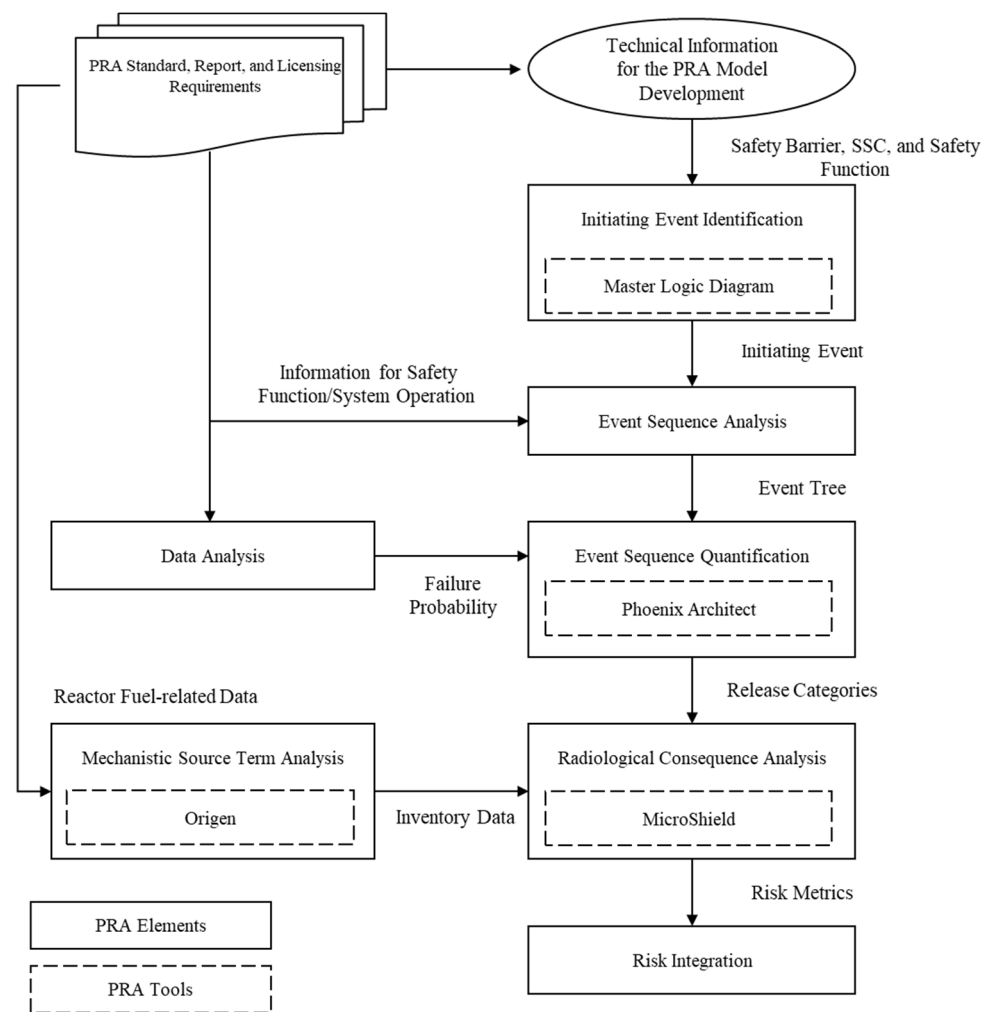 PRA Standard, Report, and Licensing
Requirements
Technical Information
for the PRA Model
Development
Safety Barrier, SSC, and Safety
Function
Initiating Event Identification
Master Logic Diagram
Initiating Event
Information for Safety
Function/System Operation
Event Sequence Analysis
Event Tree
Data Analysis
Failure
Probability
Event Sequence Quantification
Phoenix Architect
Release Categories
Reactor Fuel-related Data
Mechanistic Source Term Analysis
Origen
Inventory Data
Radiological Consequence Analysis
MicroShield
Risk Metrics
PRA Elements
Risk Integration
PRA Tools